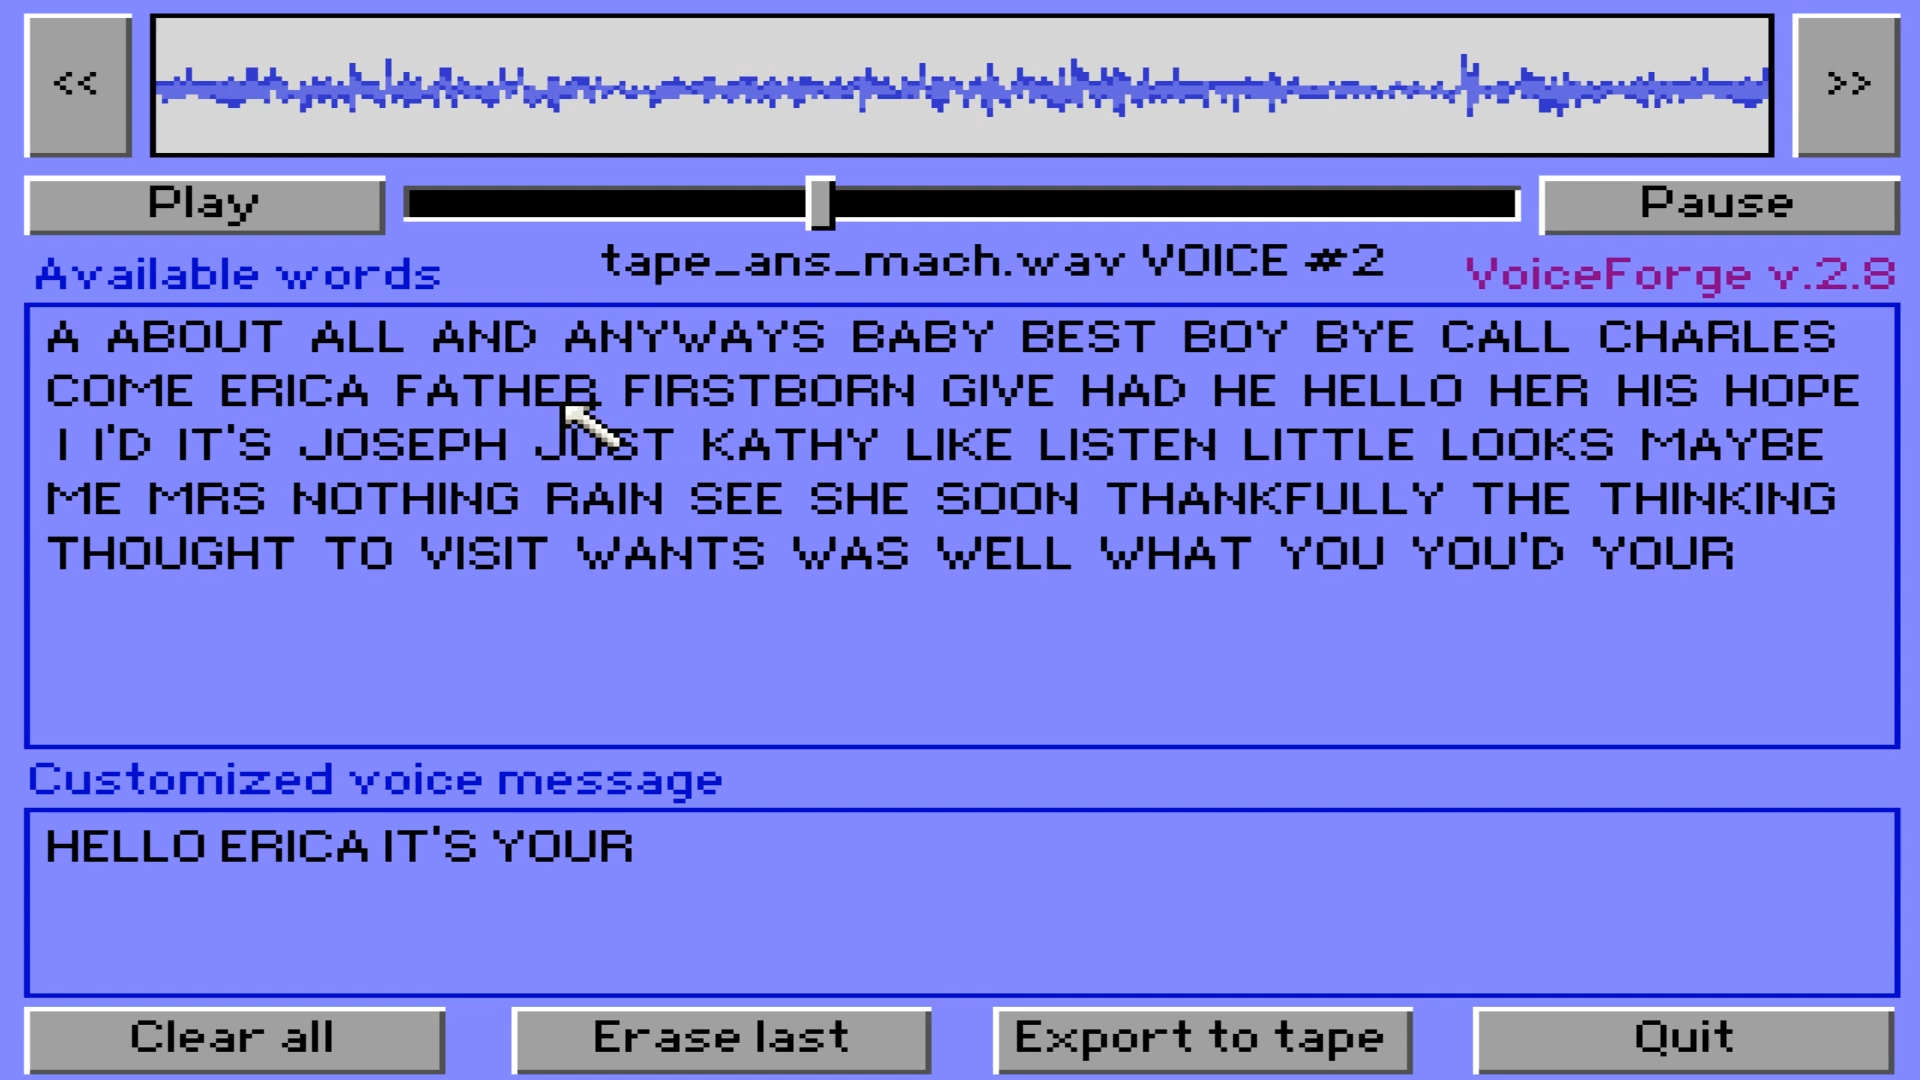 << >>
Play Pause
tape_ans_mach.wav VOICE #2
Available words VoiceForge v.2.8
A ABOUT ALL AND ANYWAYS BABY BEST BOY BYE CALL CHARLES
COME ERICA FATHER FIRSTBORN GIVE HAD HE HELLO HER HIS HOPE
I I'D IT'S JOSEPH JUST KATHY LIKE LISTEN LITTLE LOOKS MAYBE
ME MRS NOTHING RAIN SEE SHE SOON THANKFULLY THE THINKING
THOUGHT TO VISIT WANTS WAS WELL WHAT YOU YOU'D YOUR
Customized voice message
HELLO ERICA IT'S YOUR
Clear all Erase last Export to tape Quit